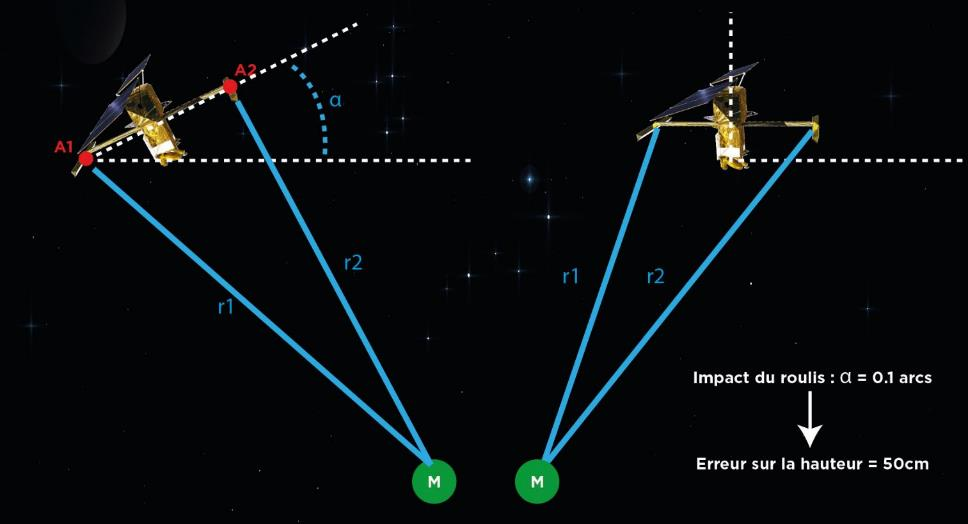 A2
α
A1
r2
r1
r1
r2
Impact du roulis : α = 0.1 arcs
Erreur sur la hauteur = 50cm
M
M